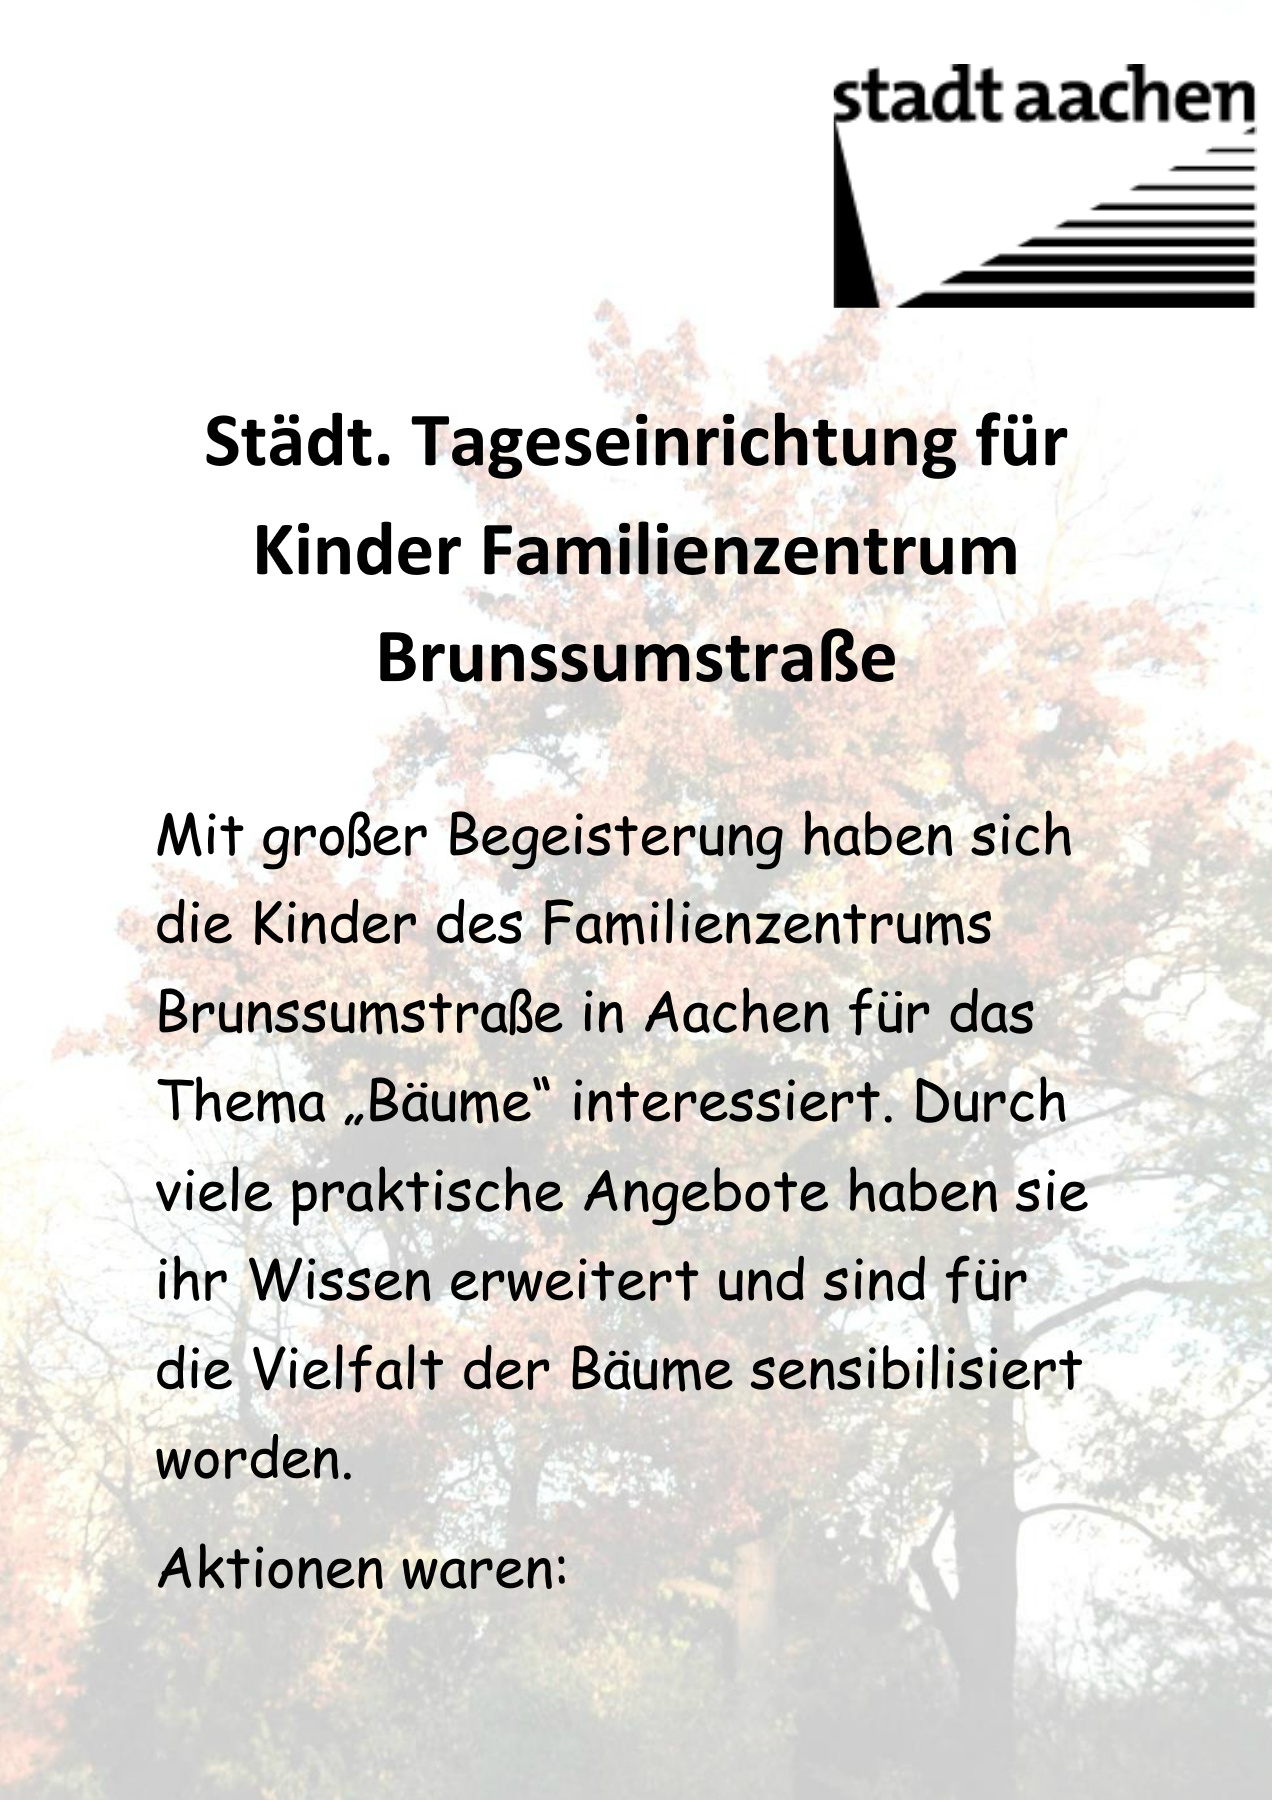 stadt aachen
Städt. Tageseinrichtung für
Kinder Familienzentrum
Brunssumstraße
Mit großer Begeisterung haben sich
die Kinder des Familienzentrums
Brunssumstraße in Aachen für das
Thema „Bäume“ interessiert. Durch
viele praktische Angebote haben sie
ihr Wissen erweitert und sind für
die Vielfalt der Bäume sensibilisiert
worden.
Aktionen waren: